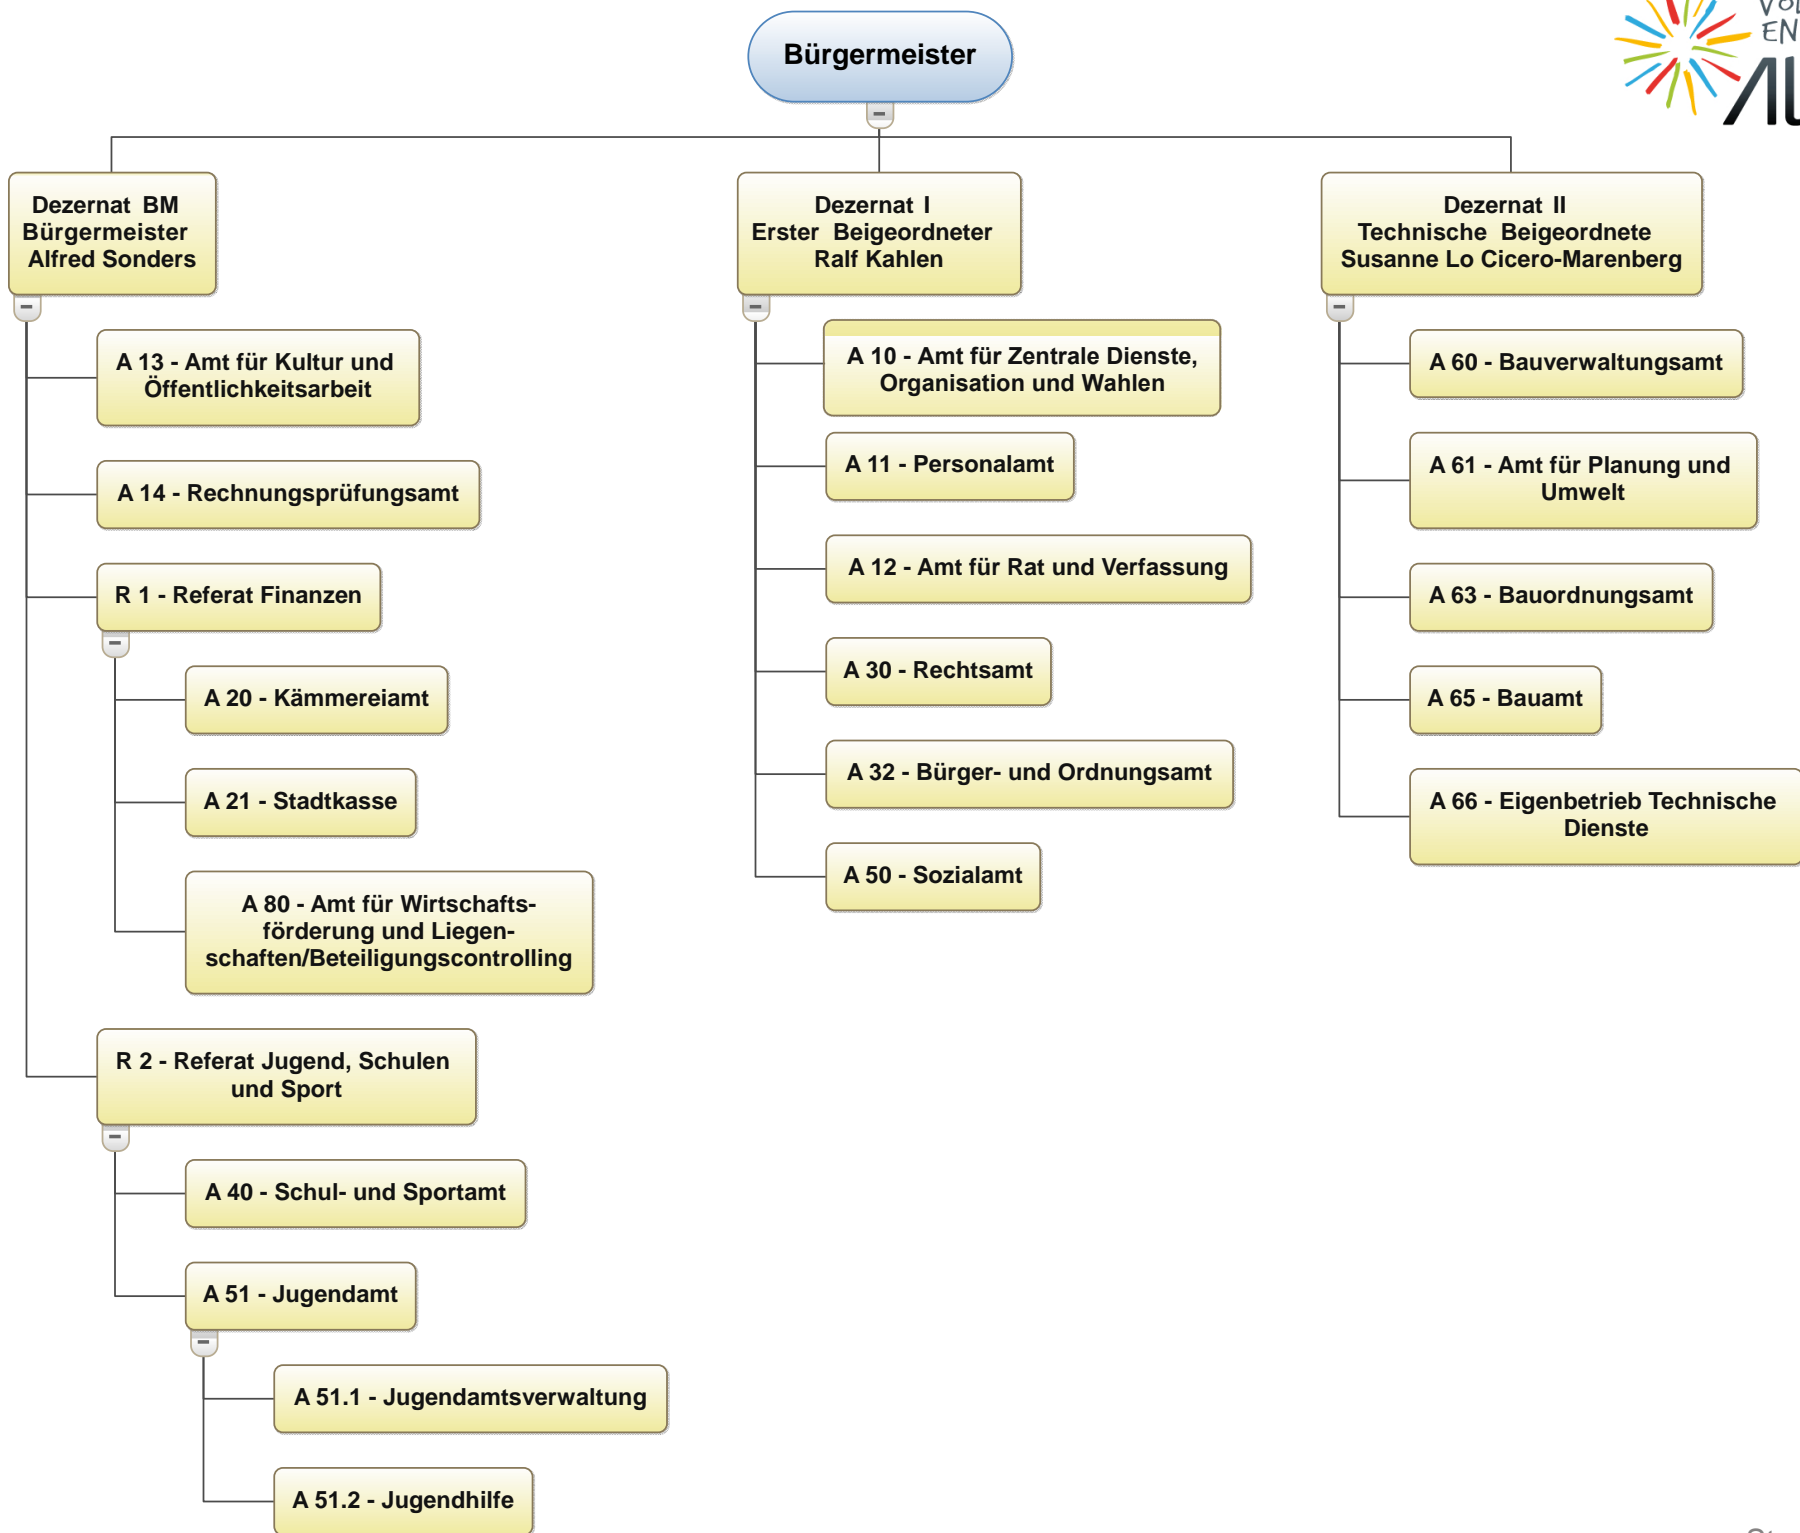 Bürgermeister
Dezernat BM
Bürgermeister
Alfred Sonders
A 13 - Amt für Kultur und
Öffentlichkeitsarbeit
A 14 - Rechnungsprüfungsamt
R 1 - Referat Finanzen
A 20 - Kämmereiamt
A 21 - Stadtkasse
A 80 - Amt für Wirtschafts-
förderung und Liegen-
schaften/Beteiligungscontrolling
R 2 - Referat Jugend, Schulen
und Sport
A 40 - Schul- und Sportamt
A 51 - Jugendamt
A 51.1 - Jugendamtsverwaltung
A 51.2 - Jugendhilfe
Dezernat I
Erster Beigeordneter
Ralf Kahlen
A 10 - Amt für Zentrale Dienste,
Organisation und Wahlen
A 11 - Personalamt
A 12 - Amt für Rat und Verfassung
A 30 - Rechtsamt
A 32 - Bürger- und Ordnungsamt
A 50 - Sozialamt
Dezernat II
Technische Beigeordnete
Susanne Lo Cicero-Marenberg
A 60 - Bauverwaltungsamt
A 61 - Amt für Planung und
Umwelt
A 63 - Bauordnungsamt
A 65 - Bauamt
A 66 - Eigenbetrieb Technische
Dienste